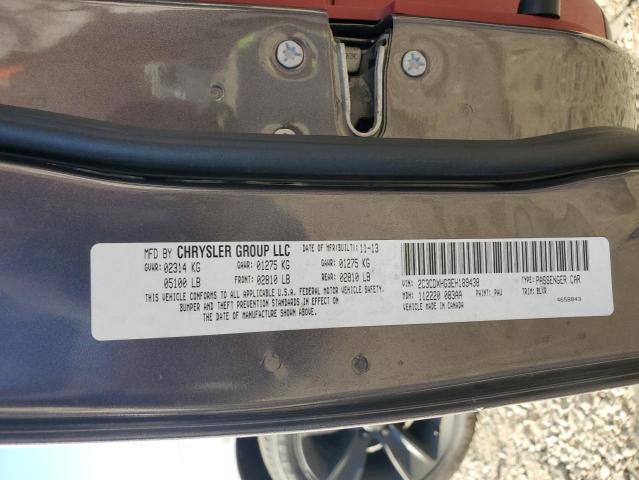 MFD BY CHRYSLER GROUP LLC DATE OF MFR(BUILT): 11-13
GVWR: 02314 KG GAWR: 01275 KG GAWR: 01275 KG
05100 LB FRONT: 02810 LB REAR: 02810 LB
THIS VEHICLE CONFORMS TO ALL APPLICABLE U.S.A. FEDERAL MOTOR VEHICLE SAFETY,
BUMPER AND THEFT PREVENTION STANDARDS IN EFFECT ON
THE DATE OF MANUFACTURE SHOWN ABOVE.
VIN: 2C3CDXHG3EH189438 TYPE: PASSENGER CAR
MDH: 112220 083AA PAINT: PAU TRIM: BLXR
VEHICLE MADE IN CANADA 4658843